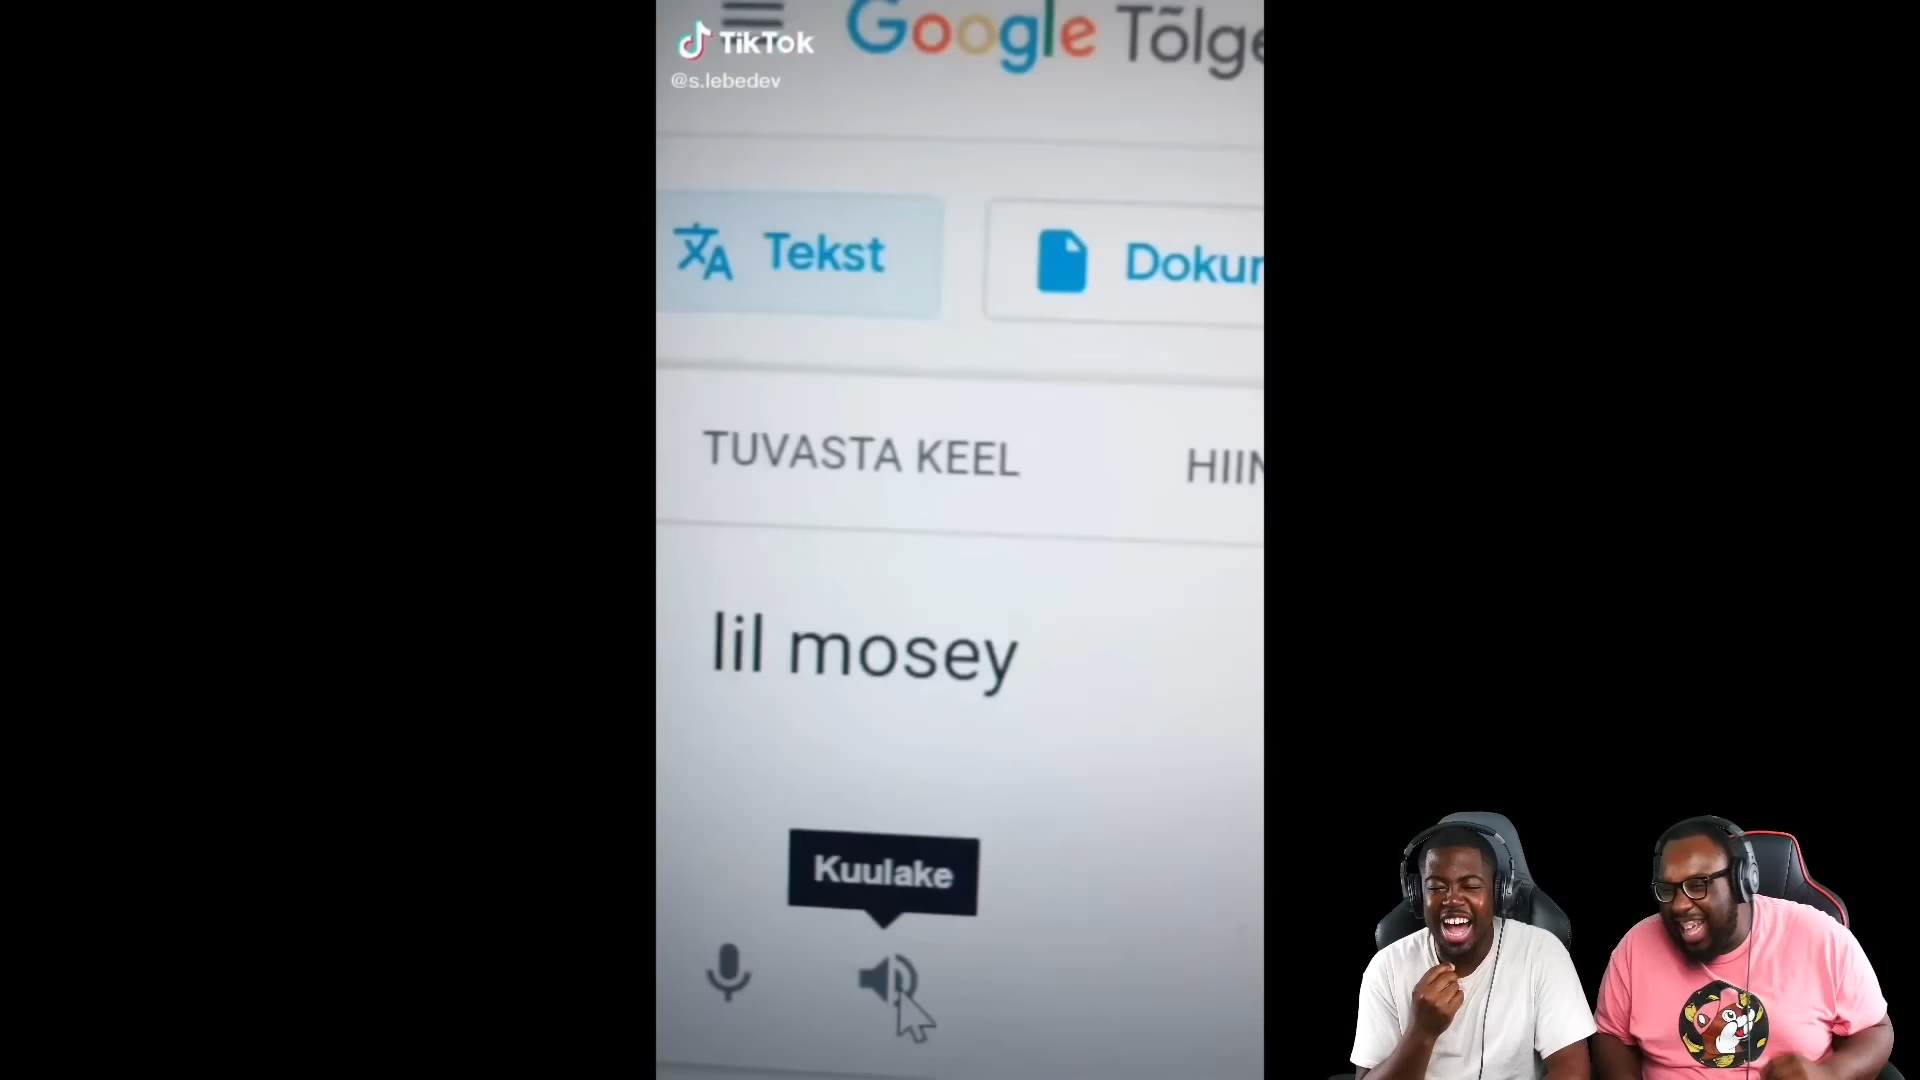 TikTok
@s.lebedev
Google Tõlge
Tekst
Dokum
TUVASTA KEEL
HIIN
lil mosey
Kuulake